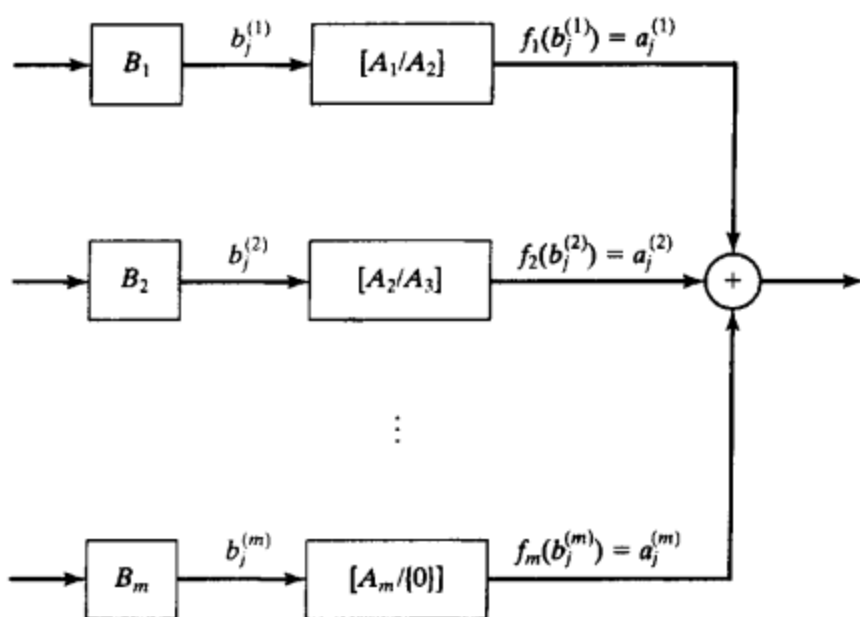 B₁ b_j^{(1)} [A₁/A₂] f₁(b_j^{(1)}) = a_j^{(1)}
B₂ b_j^{(2)} [A₂/A₃] f₂(b_j^{(2)}) = a_j^{(2)}
+
⋮
B_m b_j^{(m)} [A_m/{0}] f_m(b_j^{(m)}) = a_j^{(m)}